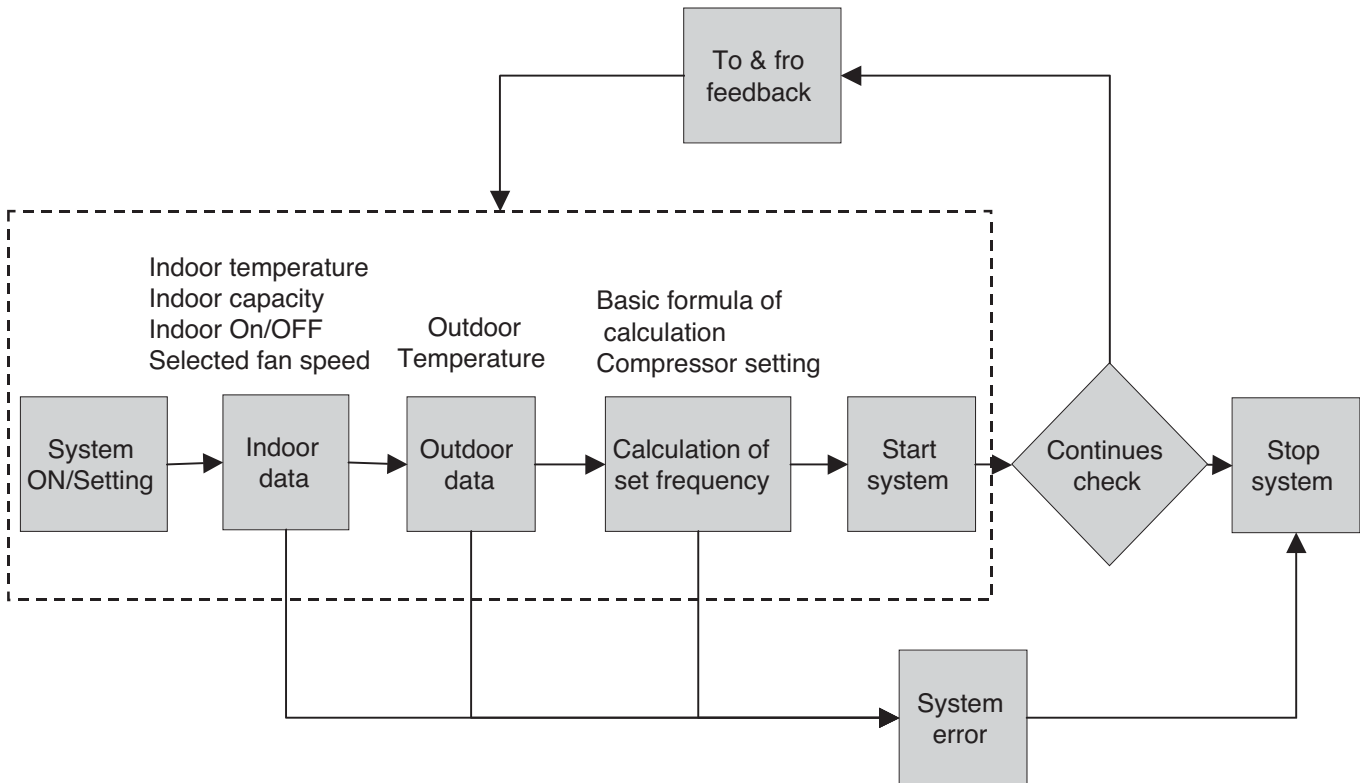 To & fro
feedback
Indoor temperature
Indoor capacity
Indoor On/OFF
Selected fan speed
Outdoor
Temperature
Basic formula of
calculation
Compressor setting
System
ON/Setting
Indoor
data
Outdoor
data
Calculation of
set frequency
Start
system
Continues
check
Stop
system
System
error